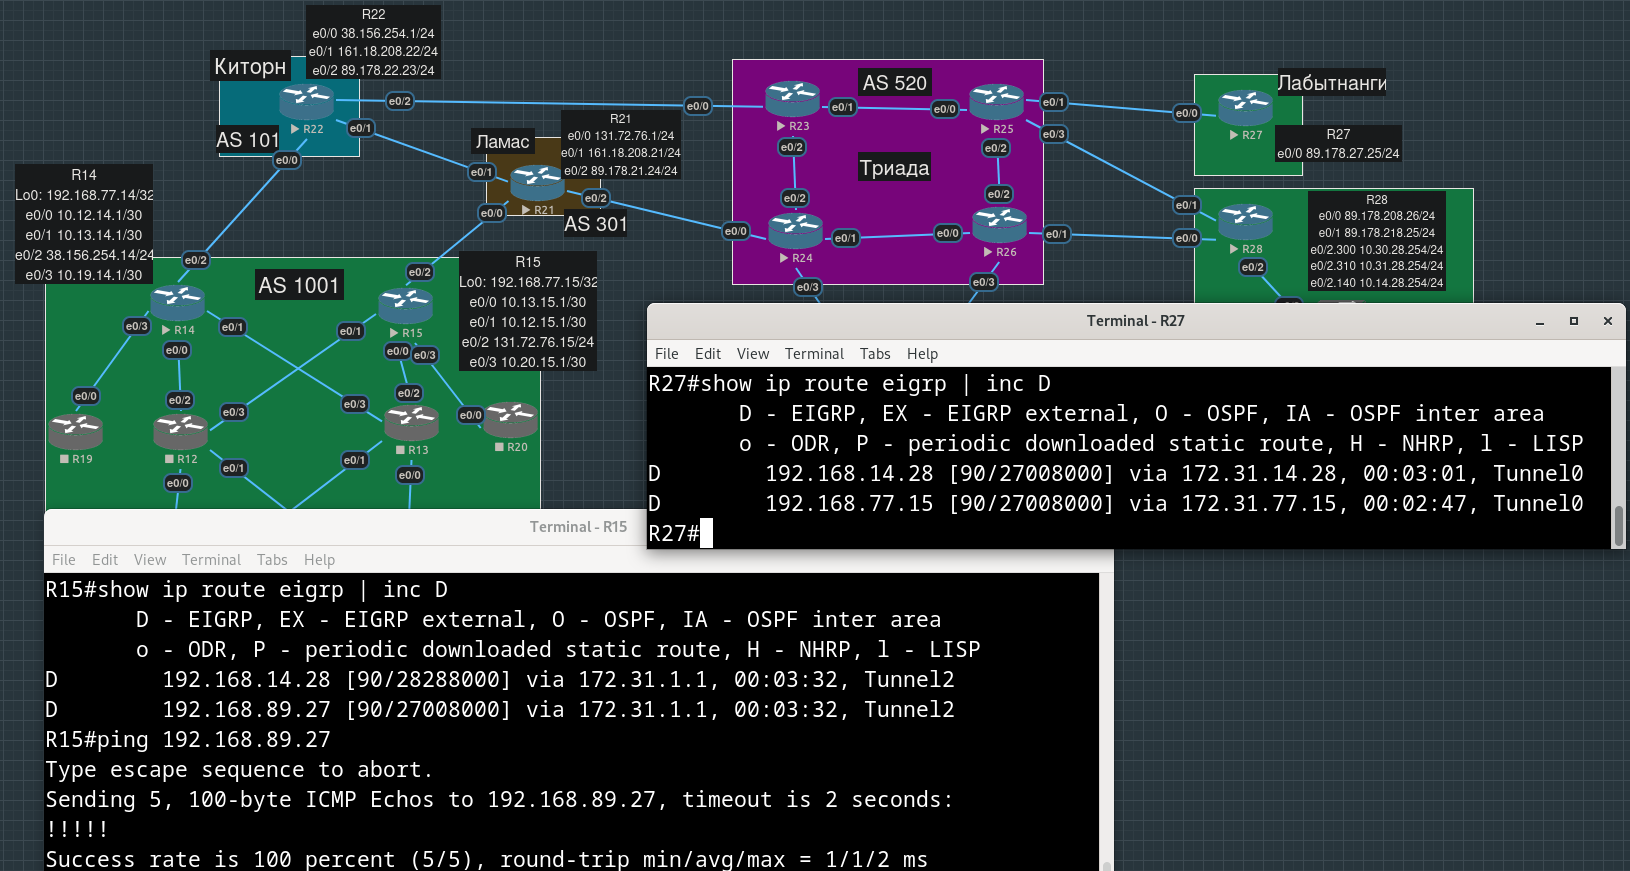 R22
e0/0 38.156.254.1/24
e0/1 161.18.208.22/24
e0/2 89.178.22.23/24
Киторн
R22
AS 101
e0/2
e0/1
e0/0
R21
e0/0 131.72.76.1/24
e0/1 161.18.208.21/24
e0/2 89.178.21.24/24
Ламас
e0/1
R21
e0/2
e0/0
AS 301
AS 520
Триада
e0/0
R23
e0/1
e0/0
R25
e0/1
e0/3
e0/2
e0/2
e0/2
e0/2
e0/0
R24
e0/1
e0/0
R26
e0/1
e0/3
e0/3
Лабытнанги
e0/0
R27
R27
e0/0 89.178.27.25/24
e0/1
e0/0
R28
e0/2
R28
e0/0 89.178.208.26/24
e0/1 89.178.218.25/24
e0/2.300 10.30.28.254/24
e0/2.310 10.31.28.254/24
e0/2.140 10.14.28.254/24
R14
Lo0: 192.168.77.14/32
e0/0 10.12.14.1/30
e0/1 10.13.14.1/30
e0/2 38.156.254.14/24
e0/3 10.19.14.1/30
AS 1001
R15
Lo0: 192.168.77.15/32
e0/0 10.13.15.1/30
e0/1 10.12.15.1/30
e0/2 131.72.76.15/24
e0/3 10.20.15.1/30
e0/2
e0/2
e0/3
R14
e0/1
e0/0
e0/1
R15
e0/0
e0/3
e0/0
e0/2
e0/3
e0/3
e0/2
e0/0
R19
R12
R13
R20
e0/1
e0/1
e0/0
e0/0
Terminal - R27
File Edit View Terminal Tabs Help
R27#show ip route eigrp | inc D
D - EIGRP, EX - EIGRP external, O - OSPF, IA - OSPF inter area
o - ODR, P - periodic downloaded static route, H - NHRP, l - LISP
D 192.168.14.28 [90/27008000] via 172.31.14.28, 00:03:01, Tunnel0
D 192.168.77.15 [90/27008000] via 172.31.77.15, 00:02:47, Tunnel0
R27#
Terminal - R15
File Edit View Terminal Tabs Help
R15#show ip route eigrp | inc D
D - EIGRP, EX - EIGRP external, O - OSPF, IA - OSPF inter area
o - ODR, P - periodic downloaded static route, H - NHRP, l - LISP
D 192.168.14.28 [90/28288000] via 172.31.1.1, 00:03:32, Tunnel2
D 192.168.89.27 [90/27008000] via 172.31.1.1, 00:03:32, Tunnel2
R15#ping 192.168.89.27
Type escape sequence to abort.
Sending 5, 100-byte ICMP Echos to 192.168.89.27, timeout is 2 seconds:
!!!!!
Success rate is 100 percent (5/5), round-trip min/avg/max = 1/1/2 ms